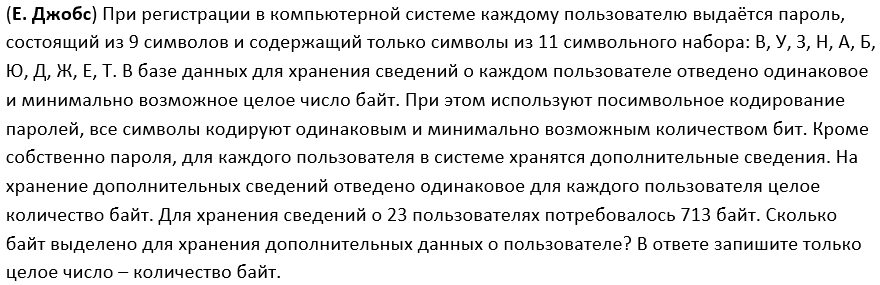 (Е. Джобс) При регистрации в компьютерной системе каждому пользователю выдаётся пароль,
состоящий из 9 символов и содержащий только символы из 11 символьного набора: В, У, З, Н, А, Б,
Ю, Д, Ж, Е, Т. В базе данных для хранения сведений о каждом пользователе отведено одинаковое
и минимально возможное целое число байт. При этом используют посимвольное кодирование
паролей, все символы кодируют одинаковым и минимально возможным количеством бит. Кроме
собственно пароля, для каждого пользователя в системе хранятся дополнительные сведения. На
хранение дополнительных сведений отведено одинаковое для каждого пользователя целое
количество байт. Для хранения сведений о 23 пользователях потребовалось 713 байт. Сколько
байт выделено для хранения дополнительных данных о пользователе? В ответе запишите только
целое число – количество байт.